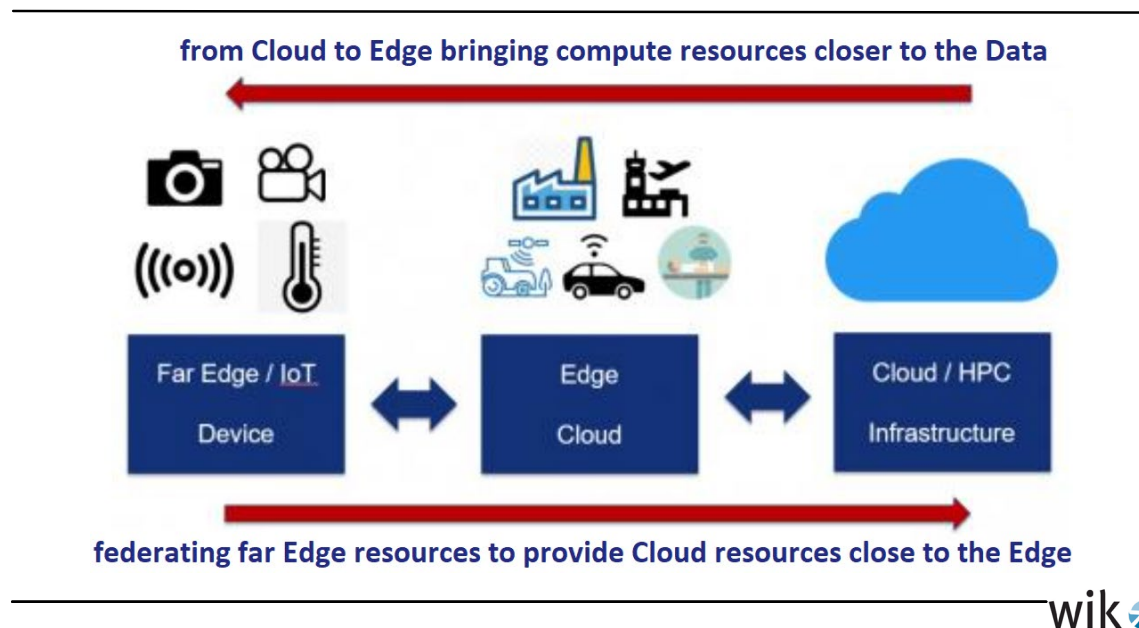 from Cloud to Edge bringing compute resources closer to the Data
Far Edge / IoT
Device
Edge
Cloud
Cloud / HPC
Infrastructure
federating far Edge resources to provide Cloud resources close to the Edge
wik